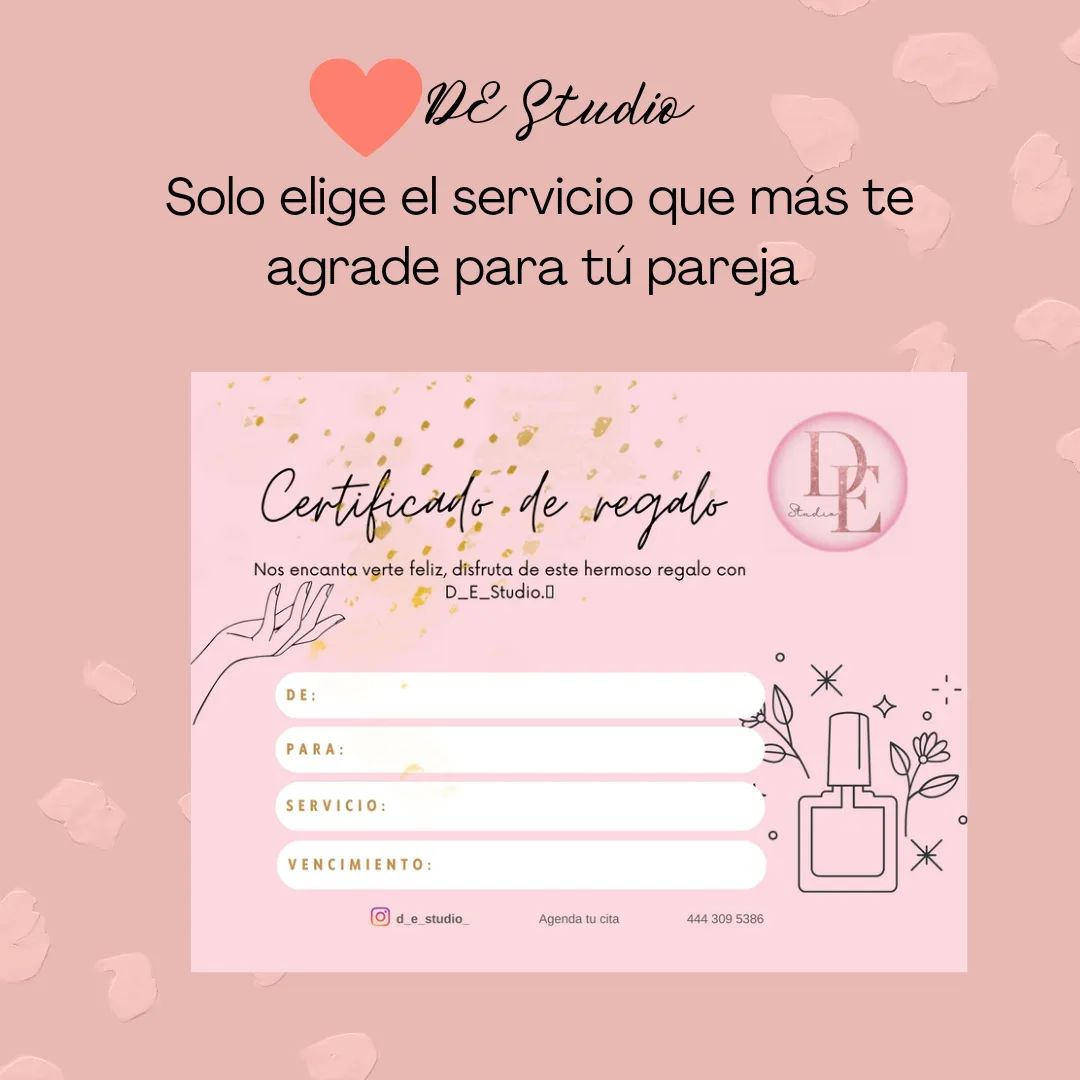 DE Studio
Solo elige el servicio que más te
agrade para tú pareja
DE
Studio
Certificado de regalo
Nos encanta verte feliz, disfruta de este hermoso regalo con
D_E_Studio.▯
DE:
PARA:
SERVICIO:
VENCIMIENTO:
d_e_studio_ Agenda tu cita 444 309 5386